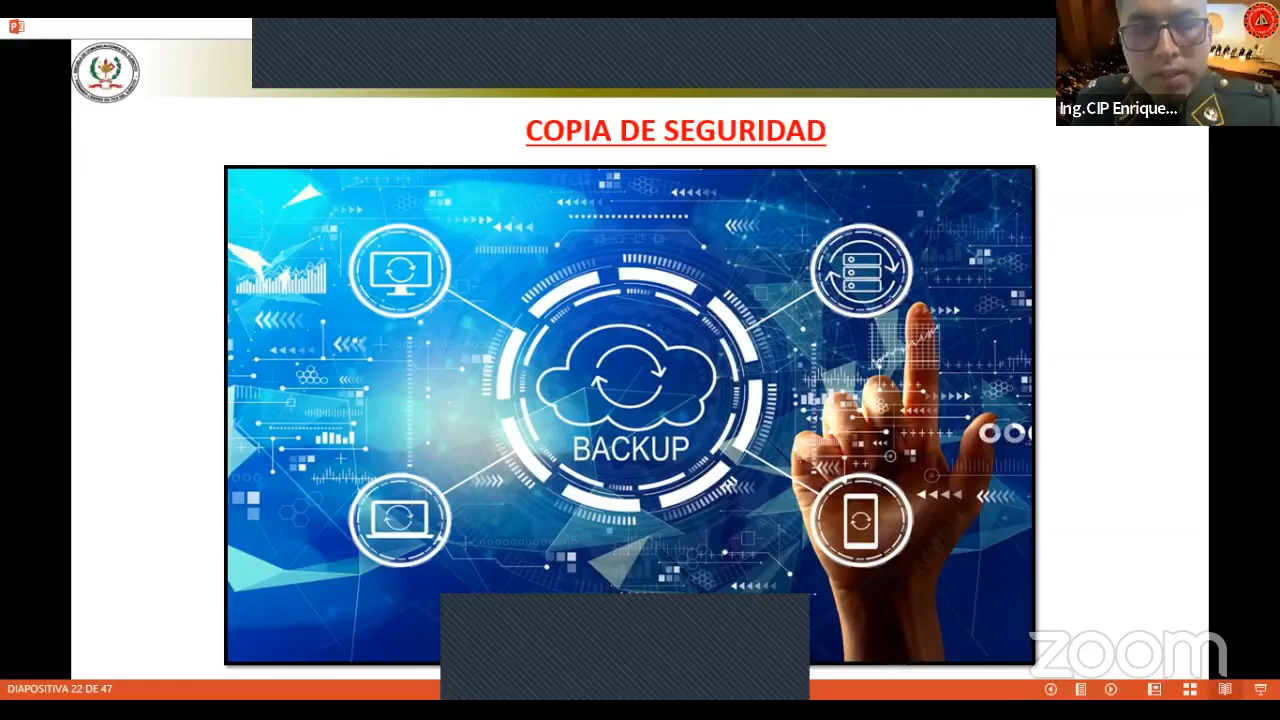 Ing.CIP Enrique...
COPIA DE SEGURIDAD
BACKUP
zoom
DIAPOSITIVA 22 DE 47